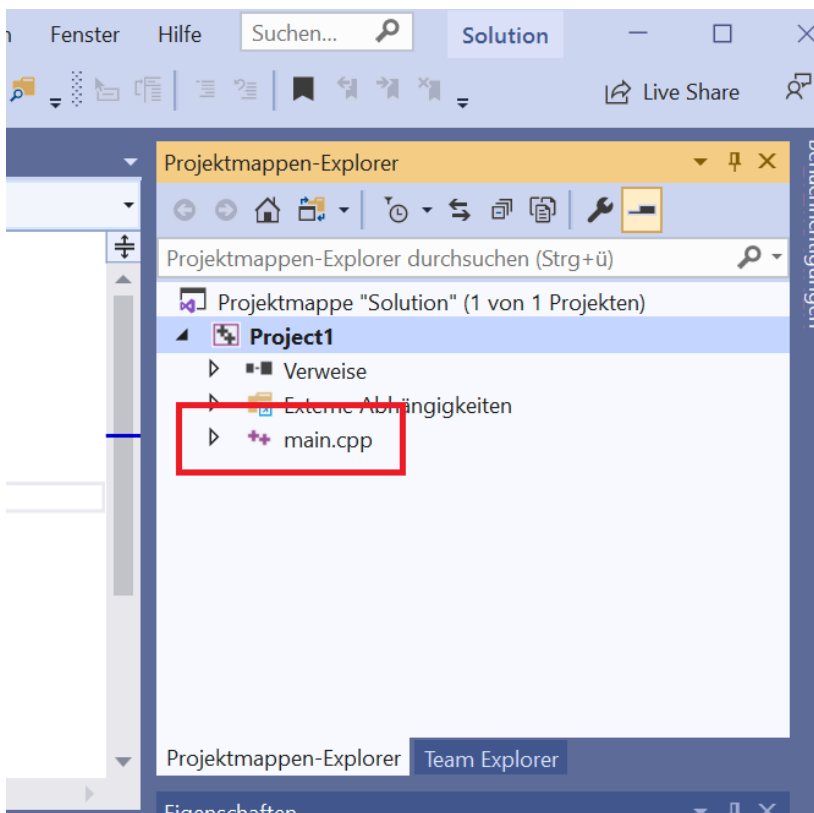 Fenster Hilfe Suchen... Solution
Live Share
Projektmappen-Explorer
Projektmappen-Explorer durchsuchen (Strg+ü)
Projektmappe "Solution" (1 von 1 Projekten)
Project1
Verweise
Externe Abhängigkeiten
main.cpp
Projektmappen-Explorer Team Explorer
Eigenschaften
Benachrichtigungen